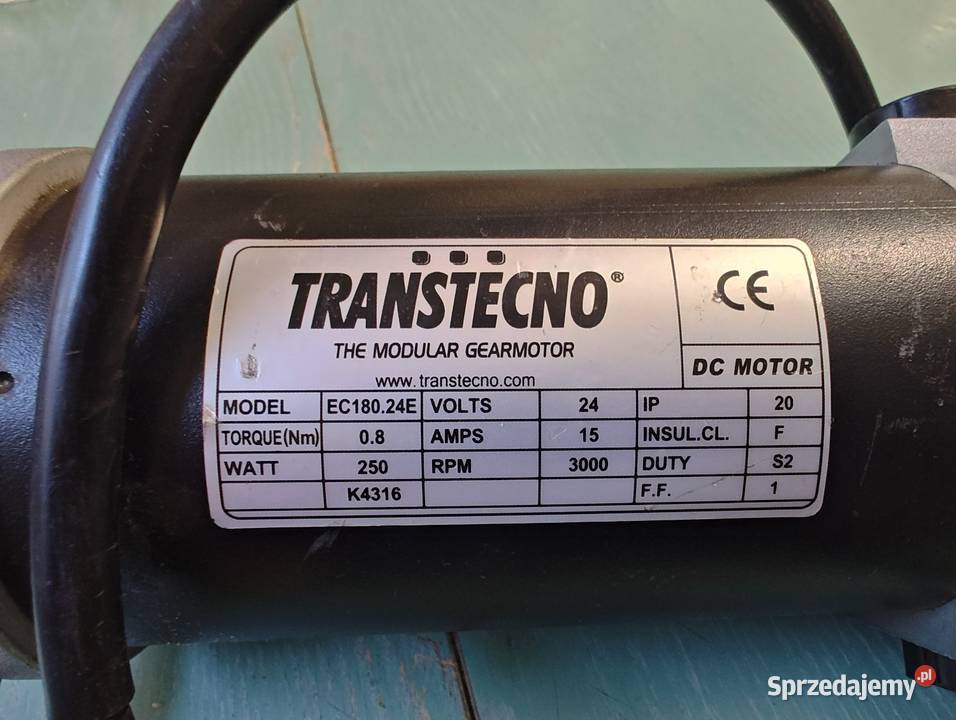 TRANSTECNO®
THE MODULAR GEARMOTOR
www.transtecno.com
CE
DC MOTOR
MODEL EC180.24E VOLTS 24 IP 20
TORQUE(Nm) 0.8 AMPS 15 INSUL.CL. F
WATT 250 RPM 3000 DUTY S2
K4316 F.F. 1
Sprzedajemy.pl